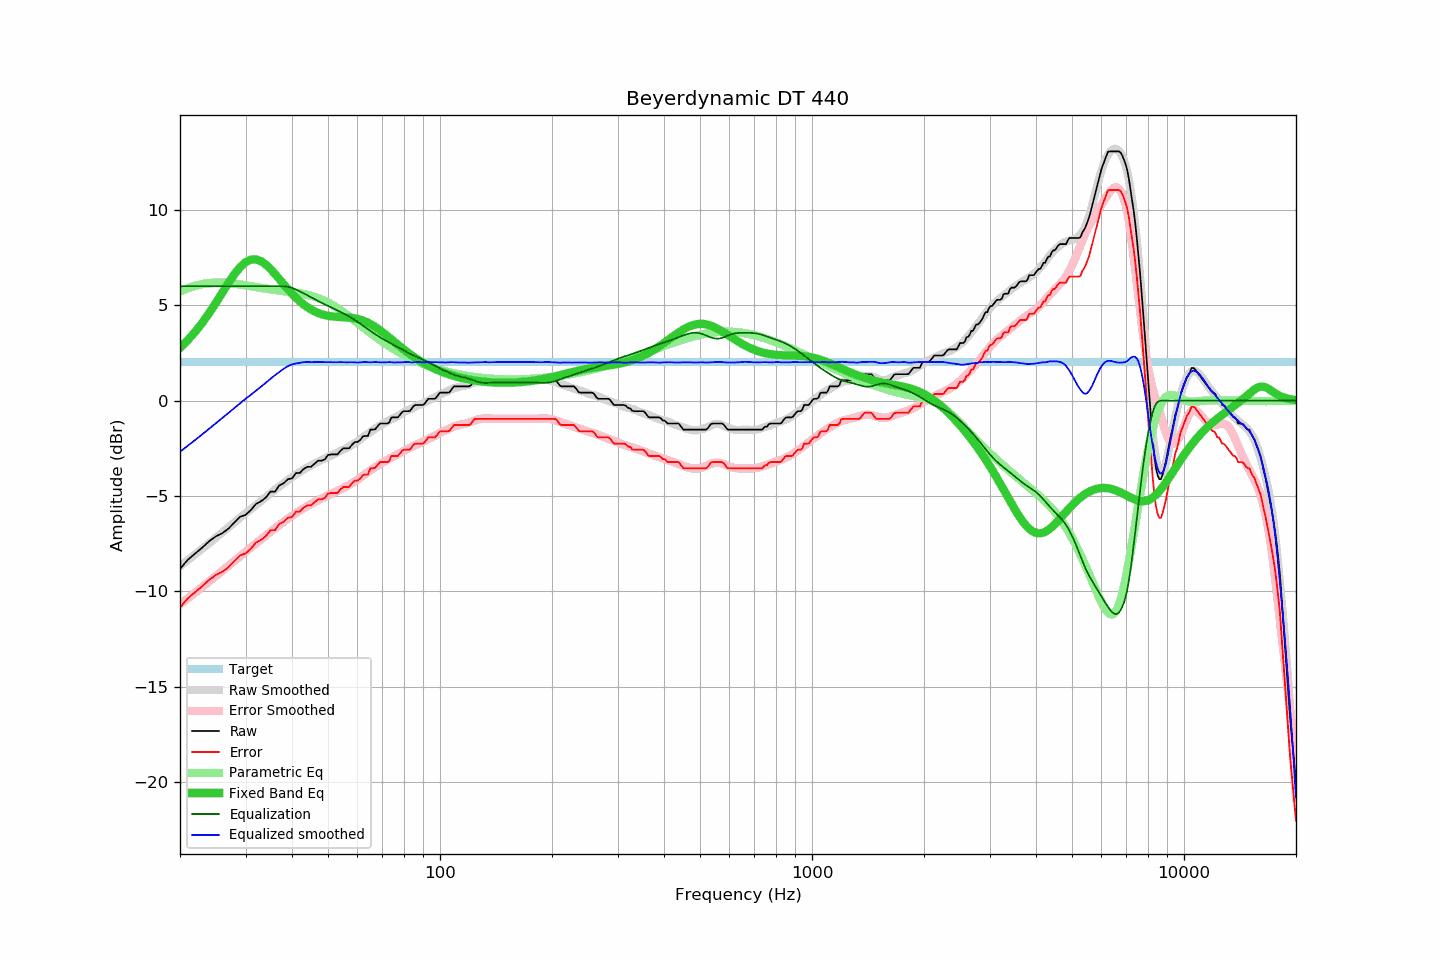 Beyerdynamic DT 440
Amplitude (dBr)
10
5
0
−5
−10
−15
−20
Target
Raw Smoothed
Error Smoothed
Raw
Error
Parametric Eq
Fixed Band Eq
Equalization
Equalized smoothed
100
1000
10000
Frequency (Hz)